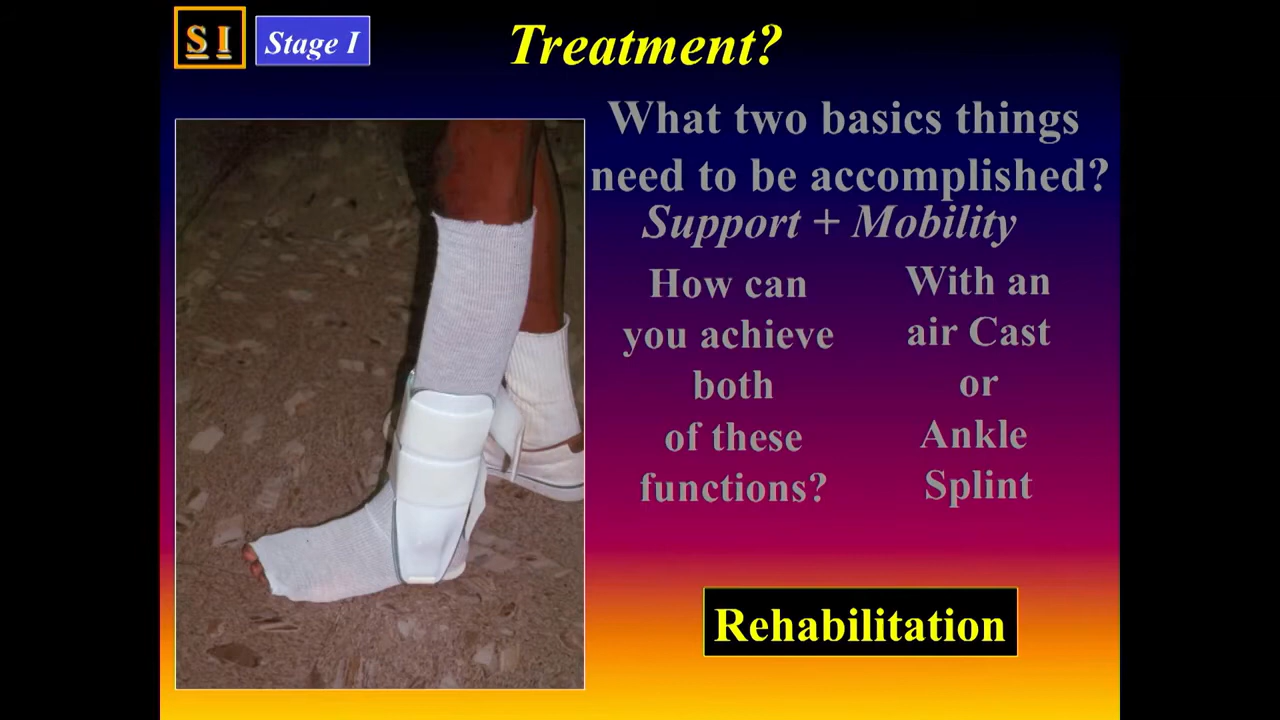 S I
Stage I
Treatment?
What two basics things
need to be accomplished?
Support + Mobility
How can
you achieve
both
of these
functions?
With an
air Cast
or
Ankle
Splint
Rehabilitation